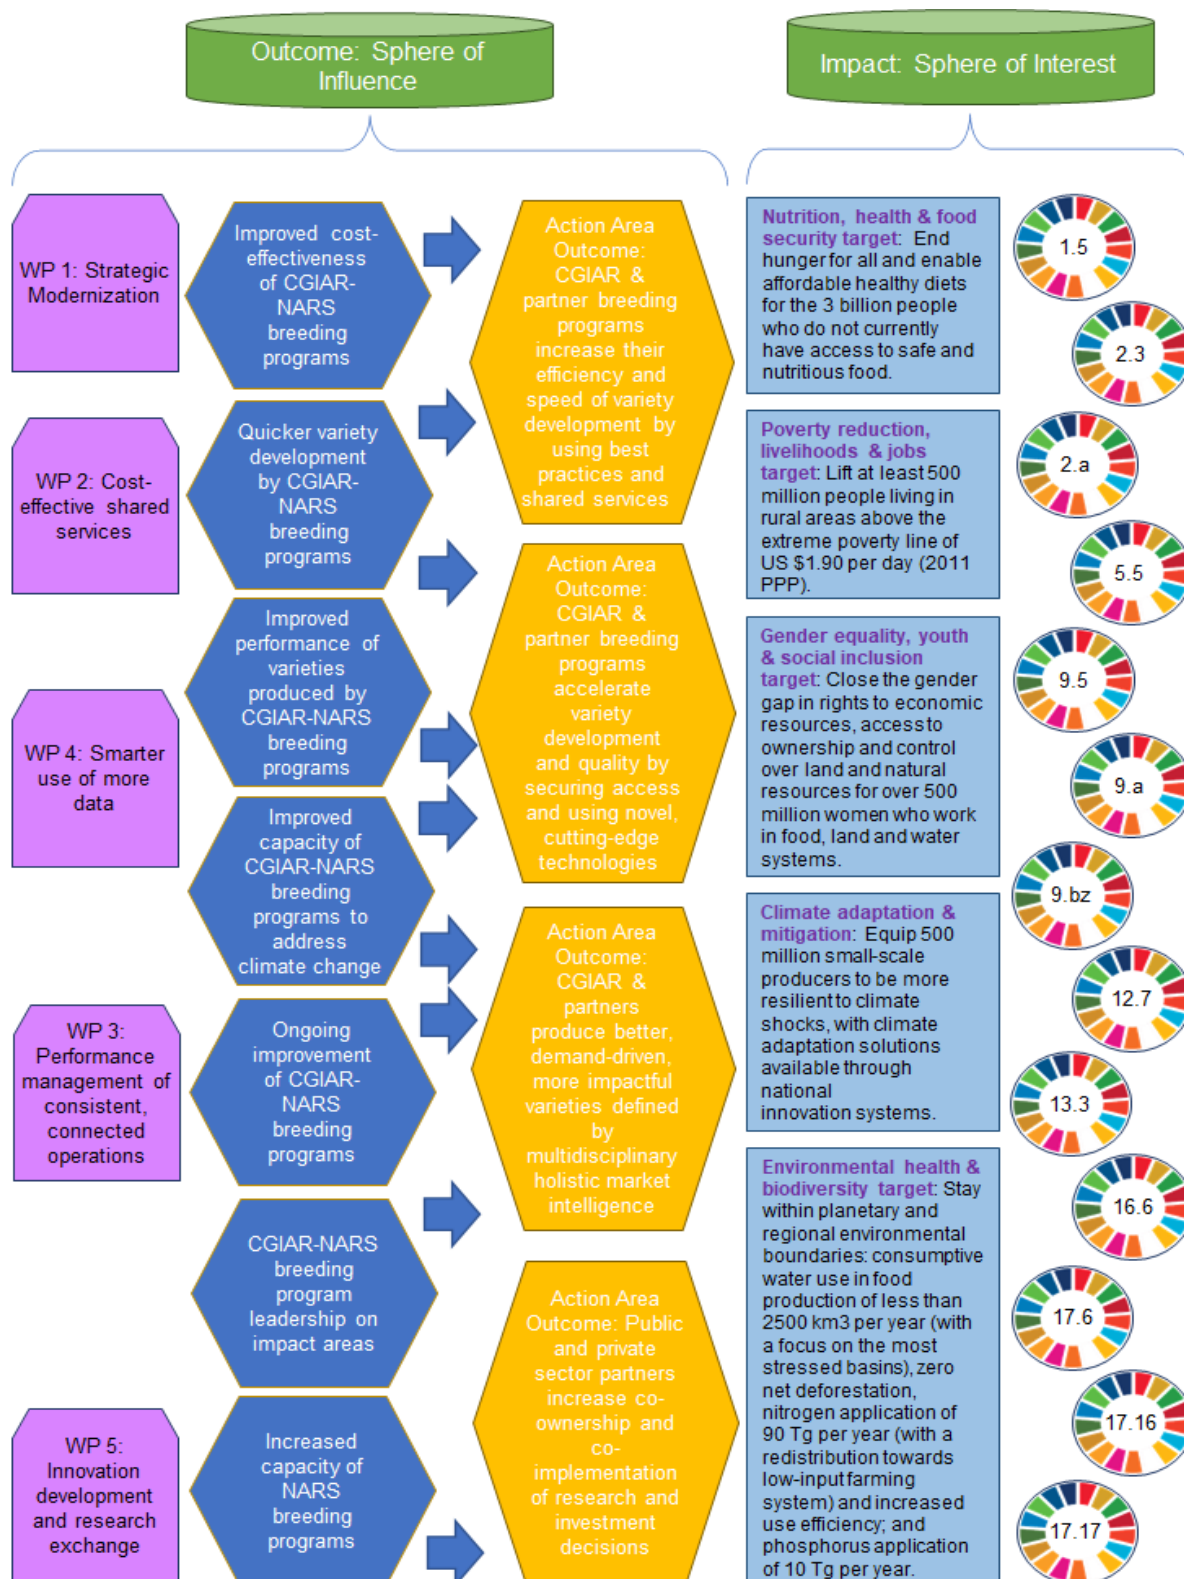 Outcome: Sphere of
Influence
Impact: Sphere of Interest
WP 1: Strategic
Modernization
WP 2: Cost-
effective shared
services
WP 4: Smarter
use of more
data
WP 3:
Performance
management of
consistent,
connected
operations
WP 5:
Innovation
development
and research
exchange
Improved cost-
effectiveness
of CGIAR-
NARS
breeding
programs
Quicker variety
development
by CGIAR-
NARS
breeding
programs
Improved
performance of
varieties
produced by
CGIAR-NARS
breeding
programs
Improved
capacity of
CGIAR-NARS
breeding
programs to
address
climate change
Ongoing
improvement
of CGIAR-
NARS
breeding
programs
CGIAR-NARS
breeding
program
leadership on
impact areas
Increased
capacity of
NARS
breeding
programs
Action Area
Outcome:
CGIAR &
partner breeding
programs
increase their
efficiency and
speed of variety
development by
using best
practices and
shared services
Action Area
Outcome:
CGIAR &
partner breeding
programs
accelerate
variety
development
and quality by
securing access
and using novel,
cutting-edge
technologies
Action Area
Outcome:
CGIAR &
partners
produce better,
demand-driven,
more impactful
varieties defined
by
multidisciplinary
holistic market
intelligence
Action Area
Outcome: Public
and private
sector partners
increase co-
ownership and
co-
implementation
of research and
investment
decisions
Nutrition, health & food
security target: End
hunger for all and enable
affordable healthy diets
for the 3 billion people
who do not currently
have access to safe and
nutritious food.
Poverty reduction,
livelihoods & jobs
target: Lift at least 500
million people living in
rural areas above the
extreme poverty line of
US $1.90 per day (2011
PPP).
Gender equality, youth
& social inclusion
target: Close the gender
gap in rights to economic
resources, access to
ownership and control
over land and natural
resources for over 500
million women who work
in food, land and water
systems.
Climate adaptation &
mitigation: Equip 500
million small-scale
producers to be more
resilient to climate
shocks, with climate
adaptation solutions
available through
national
innovation systems.
Environmental health &
biodiversity target: Stay
within planetary and
regional environmental
boundaries: consumptive
water use in food
production of less than
2500 km3 per year (with
a focus on the most
stressed basins), zero
net deforestation,
nitrogen application of
90 Tg per year (with a
redistribution towards
low-input farming
system) and increased
use efficiency; and
phosphorus application
of 10 Tg per year.
1.5
2.3
2.a
5.5
9.5
9.a
9.bz
12.7
13.3
16.6
17.6
17.16
17.17